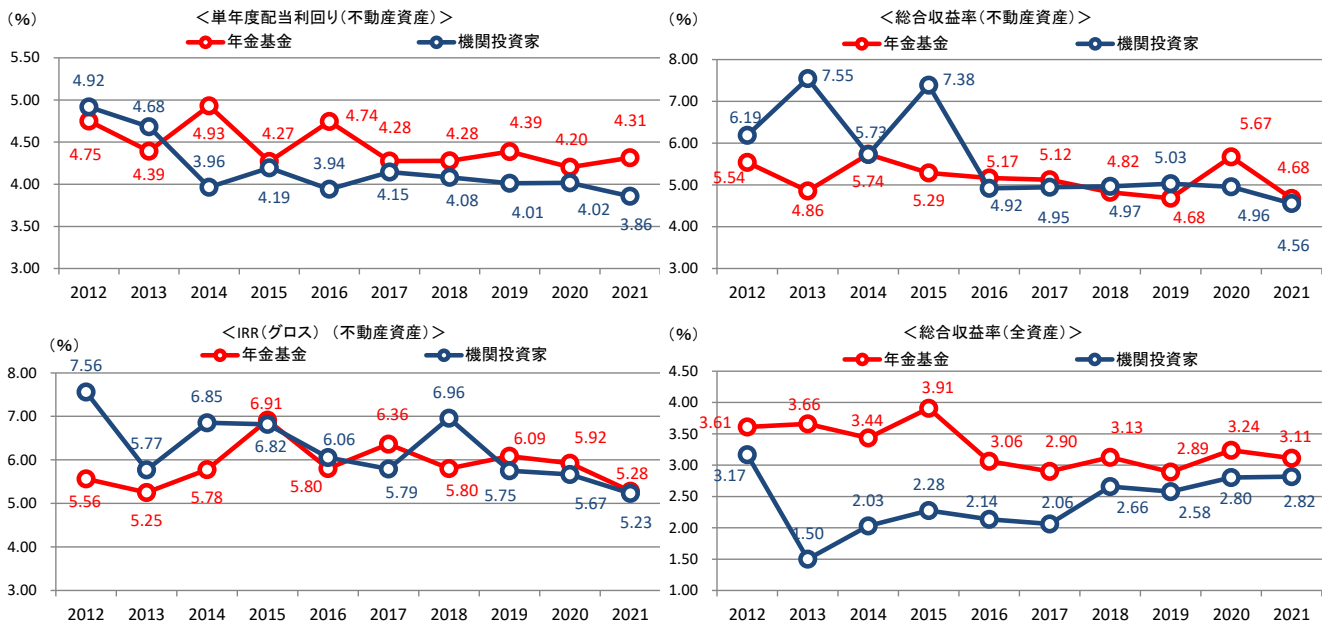 ＜単年度配当利回り（不動産資産）＞
（%）
年金基金 機関投資家
5.50
5.00
4.50
4.00
3.50
3.00
4.92 4.68 3.96 4.19 3.94 4.15 4.08 4.01 4.02 3.86
4.75 4.39 4.93 4.27 4.74 4.28 4.28 4.39 4.20 4.31
2012 2013 2014 2015 2016 2017 2018 2019 2020 2021
＜総合収益率（不動産資産）＞
（%）
年金基金 機関投資家
8.00
7.00
6.00
5.00
4.00
3.00
6.19 7.55 5.73 7.38 4.92 4.95 4.97 5.03 4.96 4.56
5.54 4.86 5.74 5.29 5.17 5.12 4.82 4.68 5.67 4.68
2012 2013 2014 2015 2016 2017 2018 2019 2020 2021
＜IRR（グロス）（不動産資産）＞
（%）
年金基金 機関投資家
8.00
7.00
6.00
5.00
4.00
3.00
7.56 5.77 6.85 6.82 6.06 5.79 6.96 5.75 5.67 5.23
5.56 5.25 5.78 6.91 5.80 6.36 5.80 6.09 5.92 5.28
2012 2013 2014 2015 2016 2017 2018 2019 2020 2021
＜総合収益率（全資産）＞
（%）
年金基金 機関投資家
4.50
4.00
3.50
3.00
2.50
2.00
1.50
1.00
3.61 3.66 3.44 3.91 3.06 2.90 3.13 2.89 3.24 3.11
3.17 1.50 2.03 2.28 2.14 2.06 2.66 2.58 2.80 2.82
2012 2013 2014 2015 2016 2017 2018 2019 2020 2021